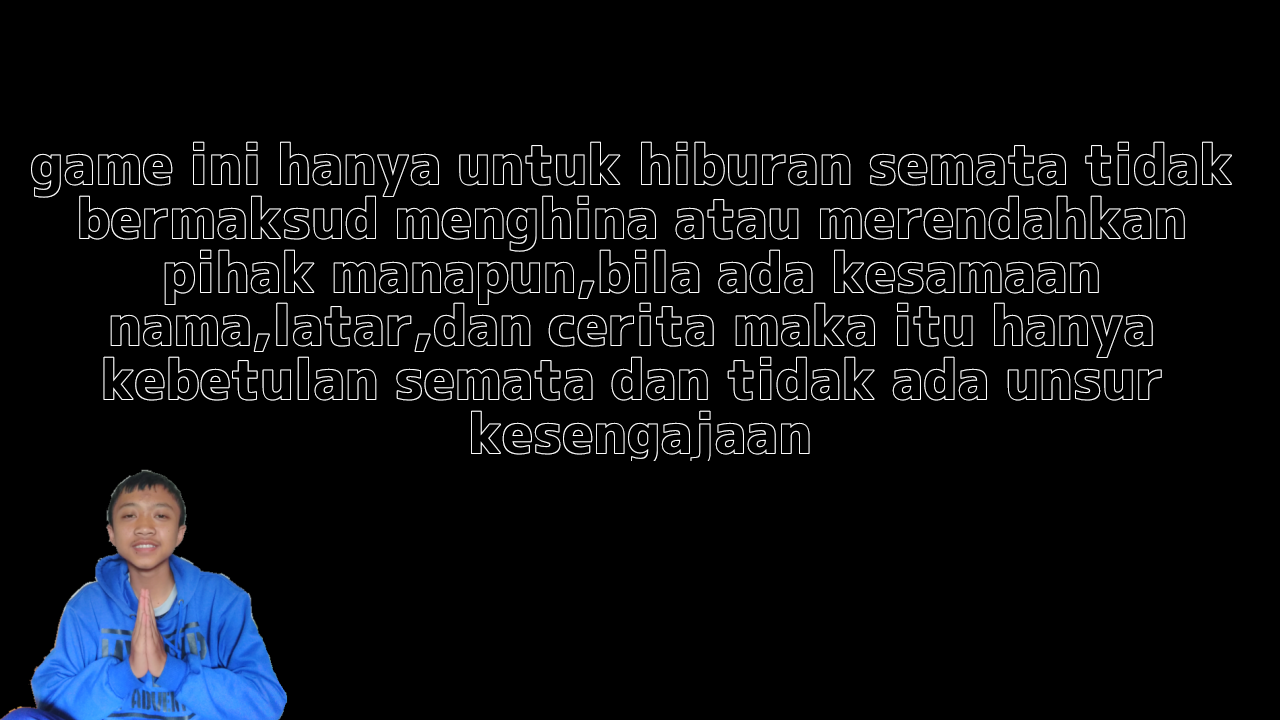 game ini hanya untuk hiburan semata tidak
bermaksud menghina atau merendahkan
pihak manapun,bila ada kesamaan
nama,latar,dan cerita maka itu hanya
kebetulan semata dan tidak ada unsur
kesengajaan